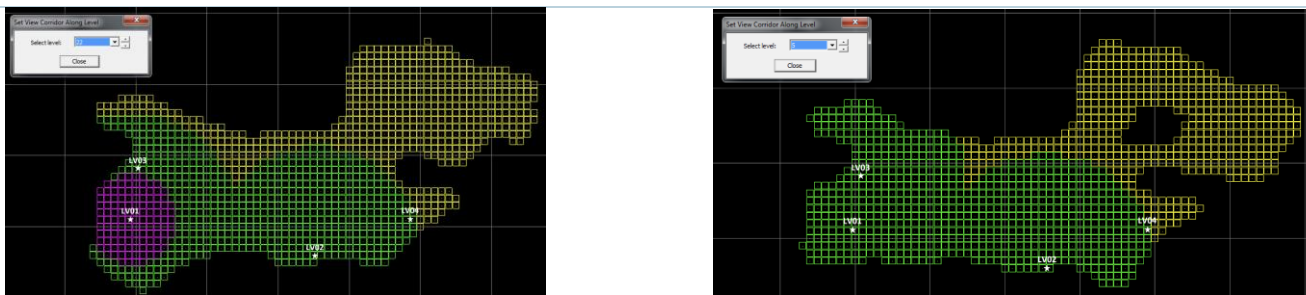 Set View Corridor Along Level
Select level: 22
Close
LV03
LV01
LV04
LV02
Set View Corridor Along Level
Select level:
Close
LV03
LV01
LV04
LV02